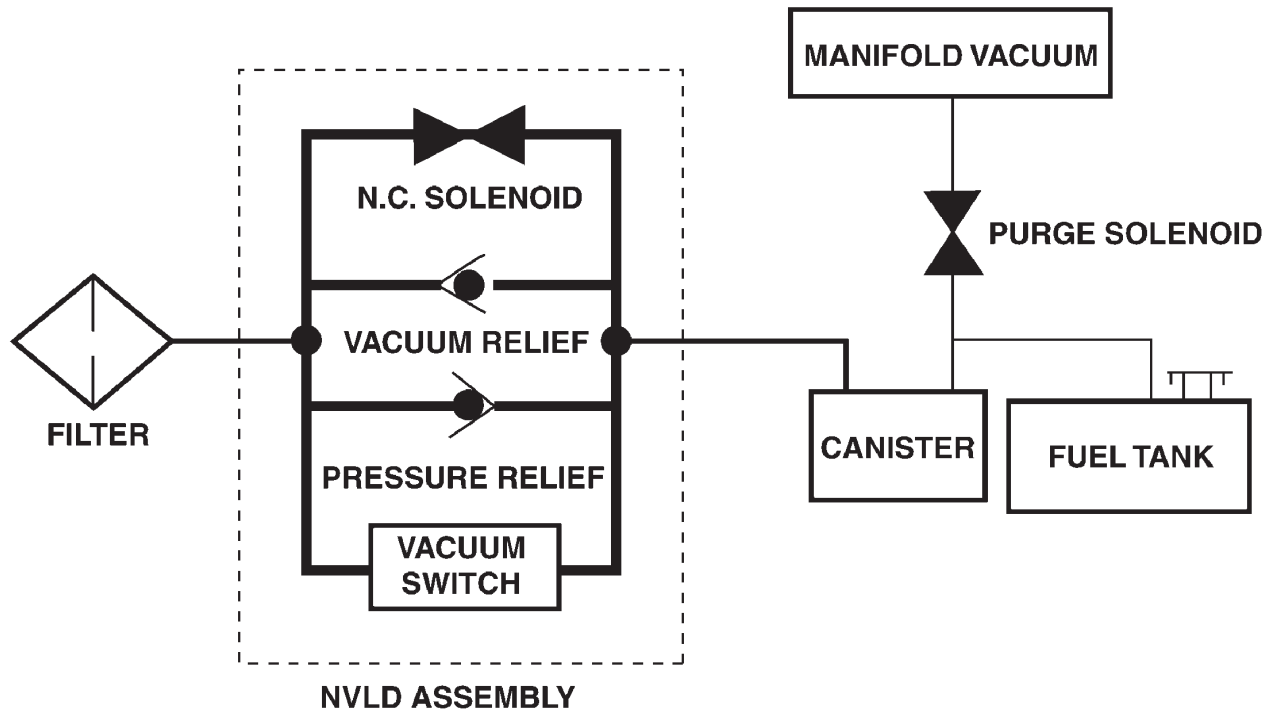 MANIFOLD VACUUM
N.C. SOLENOID
PURGE SOLENOID
VACUUM RELIEF
FILTER
CANISTER
FUEL TANK
PRESSURE RELIEF
VACUUM
SWITCH
NVLD ASSEMBLY